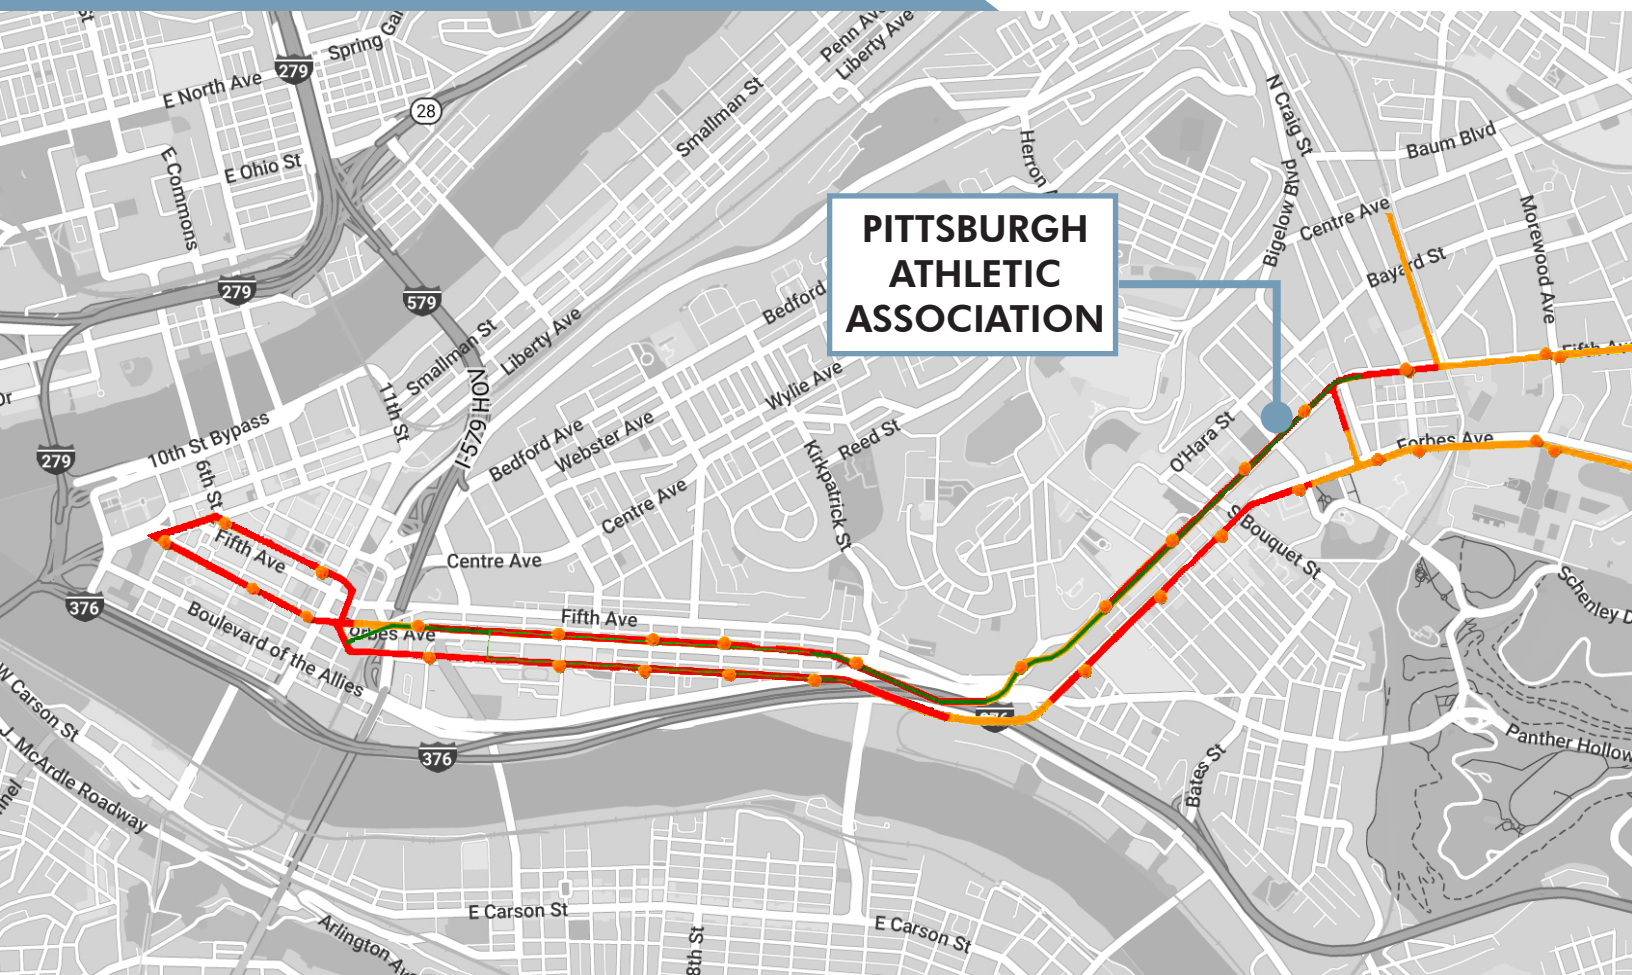 Spring
279
E North Ave
28
Penn Ave
Liberty Ave
Smallman St
N Craig St
Baum Blvd
E Commons
E Ohio St
Herron
Bigelow Blvd
Centre Ave
Morewood Ave
PITTSBURGH
ATHLETIC
ASSOCIATION
Bayard St
279
579
Bedford
Smallman St
Liberty Ave
Fifth Av
I-579 HOV
11th St
Wylie Ave
10th St Bypass
Bedford Ave
Webster Ave
Reed St
Kirkpatrick St
O'Hara St
Forbes Ave
279
6th St
Centre Ave
Fifth Ave
S Bouquet St
Centre Ave
376
Boulevard of the Allies
Fifth Ave
orbes Ave
Schenley D
W Carson St
J. McArdle Roadway
376
376
Bates St
Panther Hollow
E Carson St
E Carson St
Arlington Av
8th St